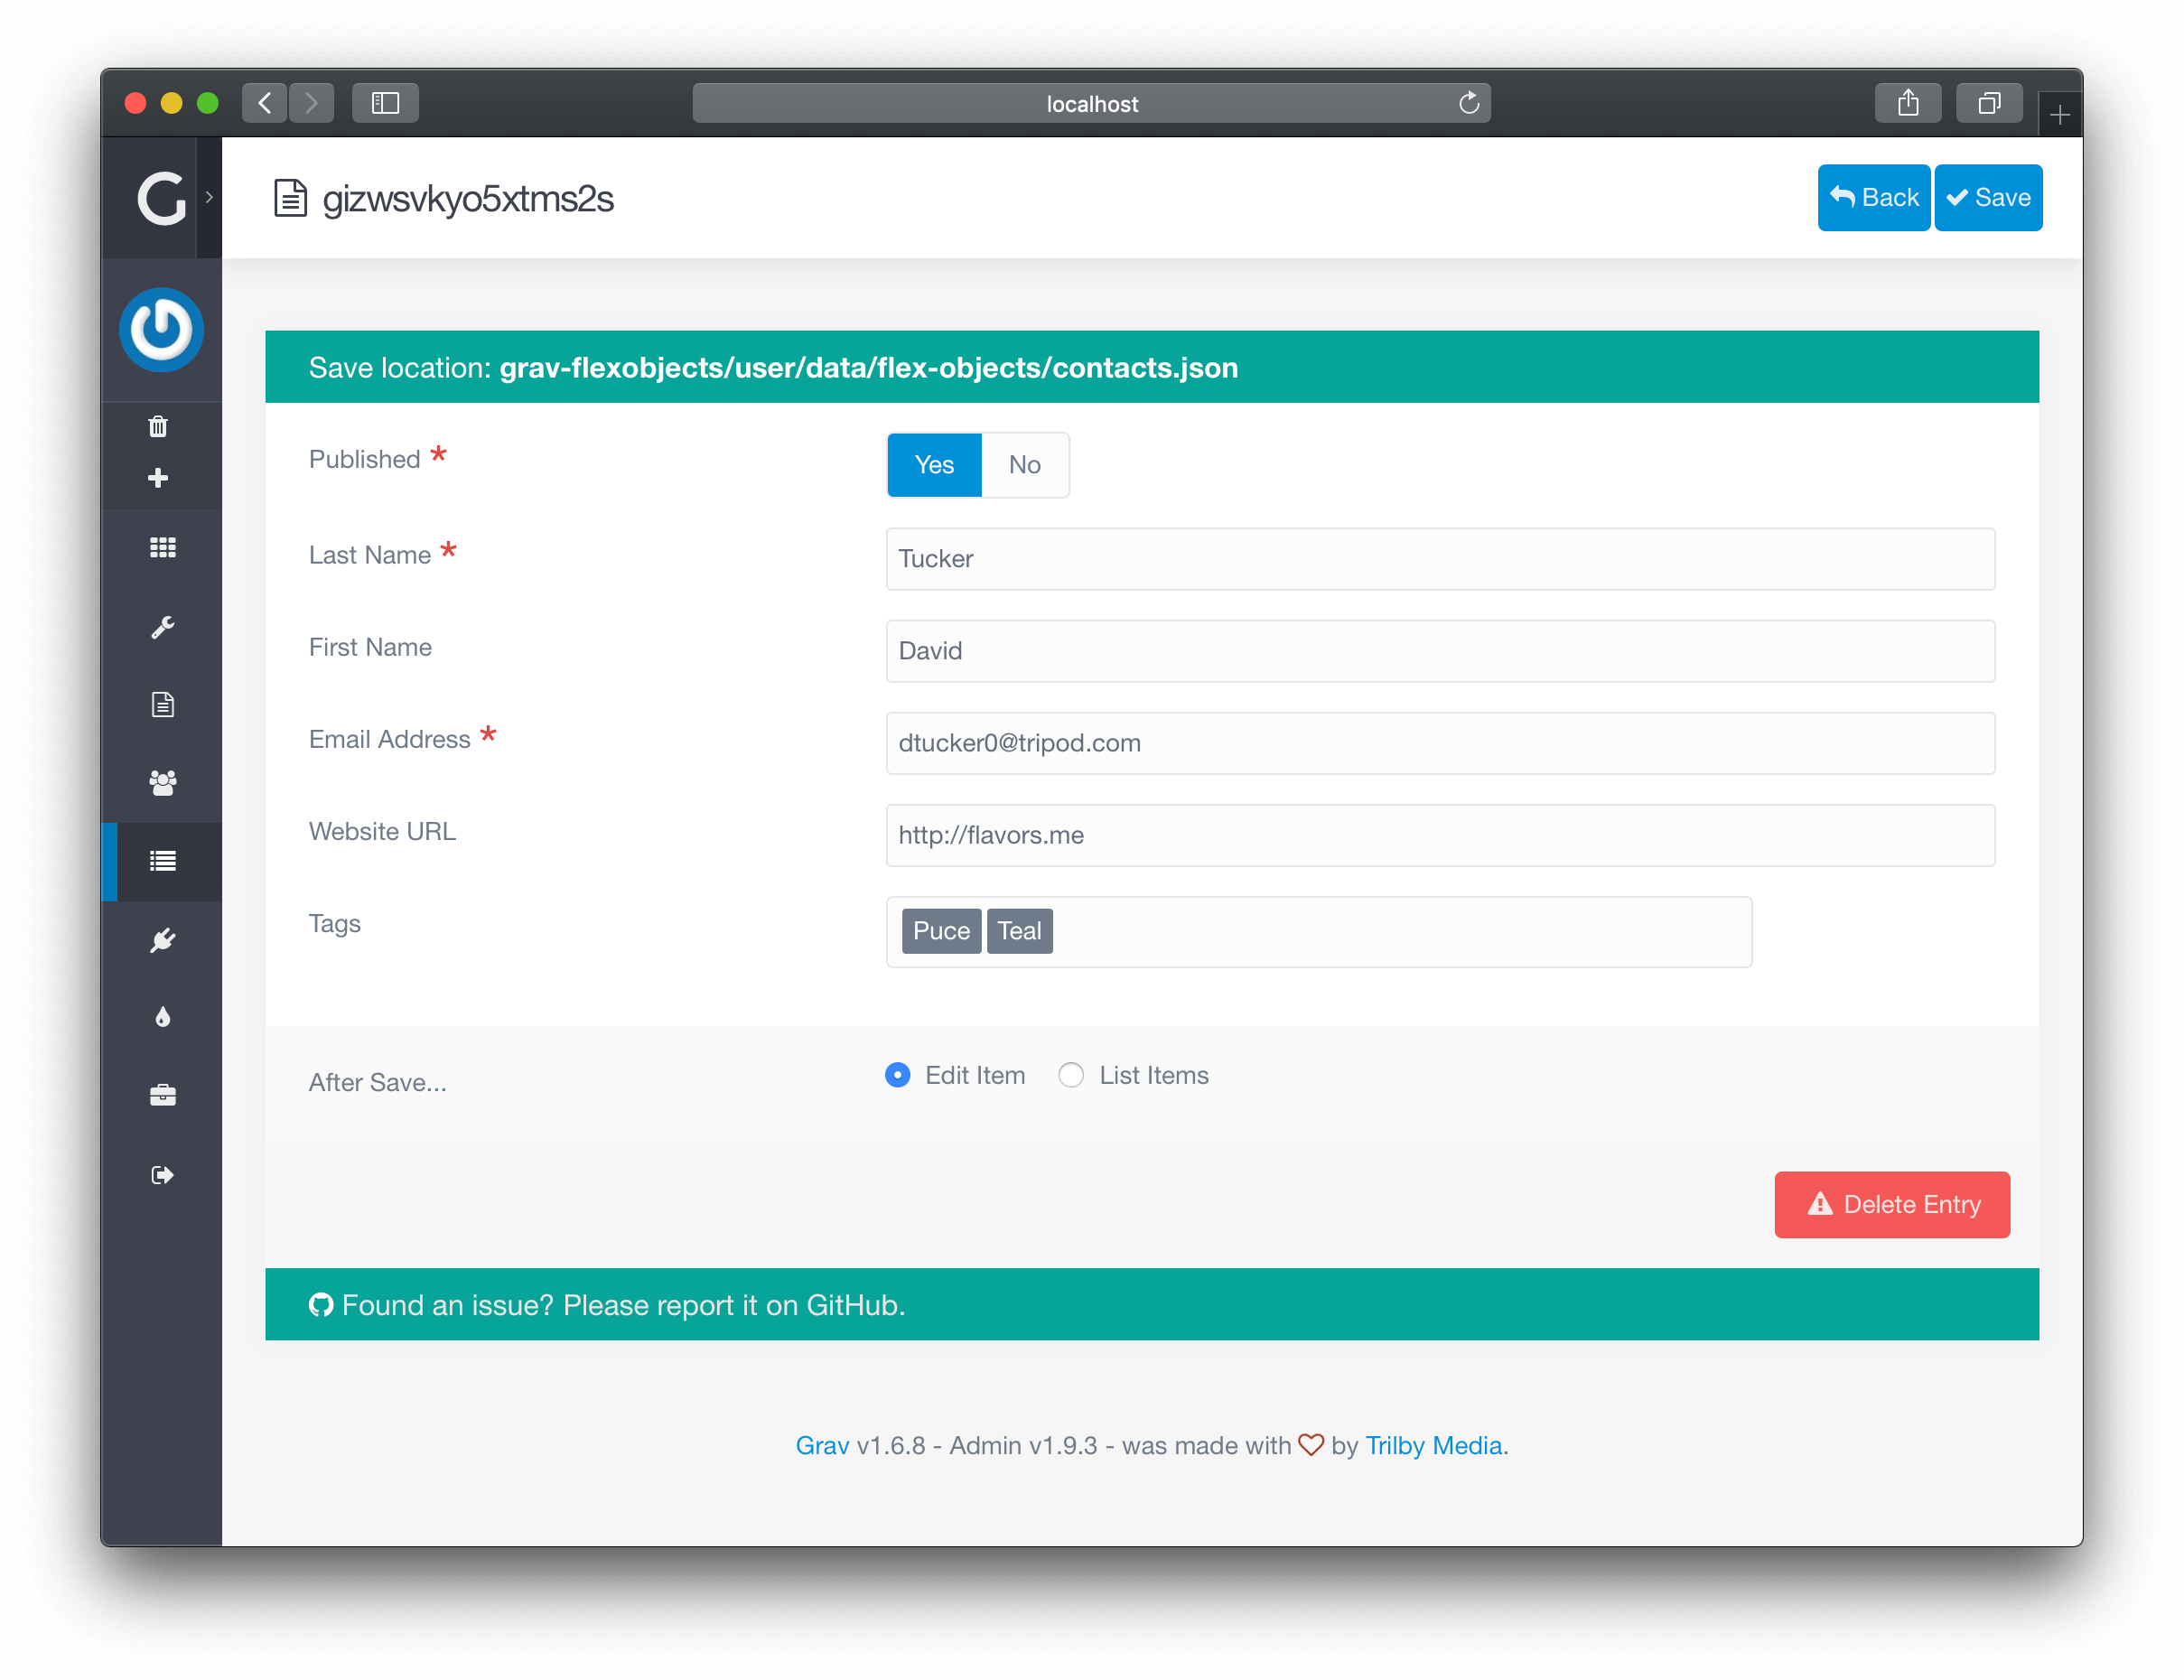 localhost
gizwsvkyo5xtms2s
Back
Save
Save location: grav-flexobjects/user/data/flex-objects/contacts.json
Published *
Yes
No
Last Name *
Tucker
First Name
David
Email Address *
dtucker0@tripod.com
Website URL
http://flavors.me
Tags
Puce
Teal
After Save...
Edit Item
List Items
Delete Entry
Found an issue? Please report it on GitHub.
Grav v1.6.8 - Admin v1.9.3 - was made with by Trilby Media.